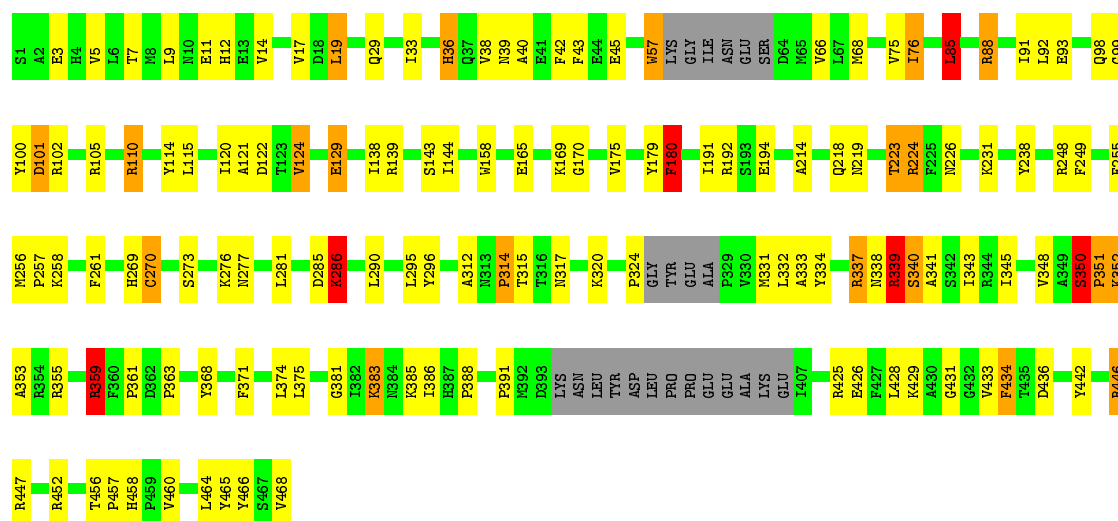 S1 A2 E3 H4 V5 L6 T7 M8 L9 N10 E11 H12 E13 V14 V17 D18 L19 Q29 I33 H36 Q37 V38 N39 A40 E41 F42 F43 E44 E45 W57 LYS GLY ILE ASN GLU SER D64 M65 V66 L67 M68 V75 I76 L85 R88 I91 L92 E93 Q98
Y100 D101 R102 R105 R110 Y114 L115 I120 A121 D122 T123 V124 E129 I138 R139 S143 I144 W158 E165 K169 G170 V175 Y179 F180 I191 R192 S193 E194 A214 Q218 N219 T223 R224 F225 N226 K231 Y238 R248 F249
M256 P257 K258 F261 H269 C270 S273 K276 N277 L281 D285 K286 L290 L295 Y296 A312 N313 P314 T315 T316 N317 K320 P324 GLY TYR GLU ALA P329 V330 M331 L332 A333 Y334 R337 N338 R339 S340 A341 S342 I343 R344 I345 V348 A349 S350 P351 K352
A353 R354 R355 R359 F360 P361 D362 P363 Y368 F371 L374 L375 G381 I382 K383 N384 K385 I386 H387 P388 P391 M392 D393 LYS ASN LEU TYR ASP LEU PRO PRO GLU GLU ALA LYS GLU I407 R425 E426 F427 L428 K429 A430 G431 G432 V433 F434 T435 D436 Y442 R446
R447 R452 T456 P457 H458 P459 V460 L464 Y465 Y466 S467 V468